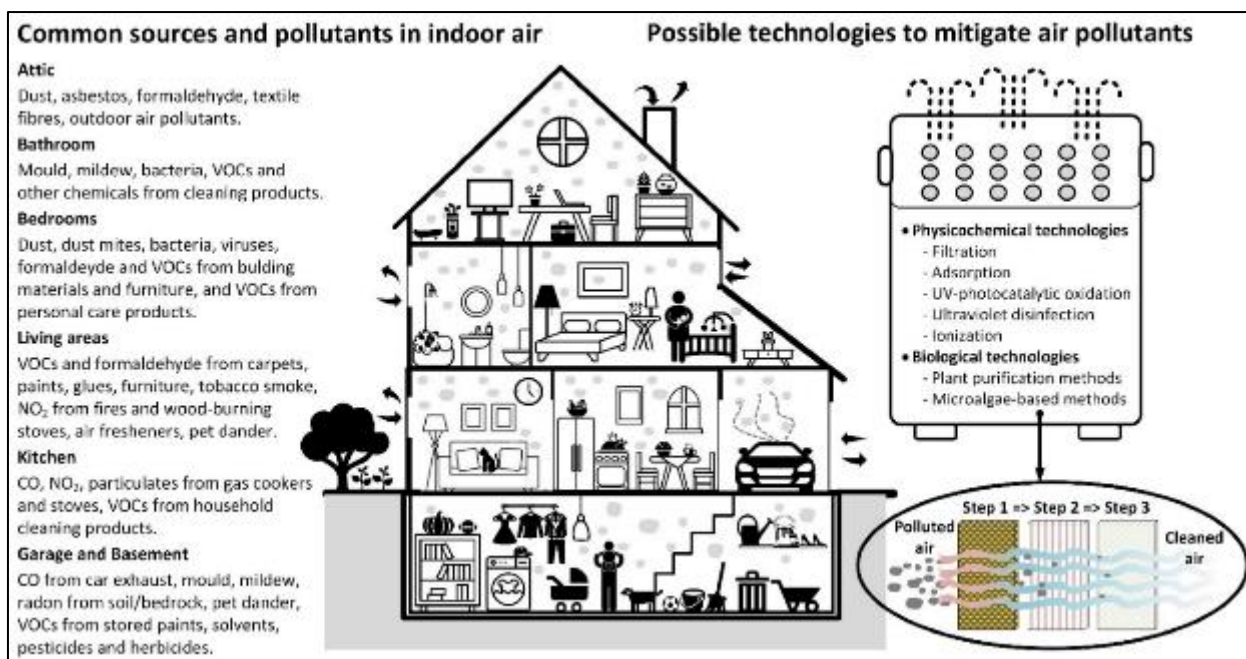 Common sources and pollutants in indoor air
Attic
Dust, asbestos, formaldehyde, textile
fibres, outdoor air pollutants.
Bathroom
Mould, mildew, bacteria, VOCs and
other chemicals from cleaning products.
Bedrooms
Dust, dust mites, bacteria, viruses,
formaldeyde and VOCs from bulding
materials and furniture, and VOCs from
personal care products.
Living areas
VOCs and formaldehyde from carpets,
paints, glues, furniture, tobacco smoke,
NO₂ from fires and wood-burning
stoves, air fresheners, pet dander.
Kitchen
CO, NO₂, particulates from gas cookers
and stoves, VOCs from household
cleaning products.
Garage and Basement
CO from car exhaust, mould, mildew,
radon from soil/bedrock, pet dander,
VOCs from stored paints, solvents,
pesticides and herbicides.
Possible technologies to mitigate air pollutants
• Physicochemical technologies
- Filtration
- Adsorption
- UV-photocatalytic oxidation
- Ultraviolet disinfection
- Ionization
• Biological technologies
- Plant purification methods
- Microalgae-based methods
Step 1 => Step 2 => Step 3
Polluted
air
Cleaned
air